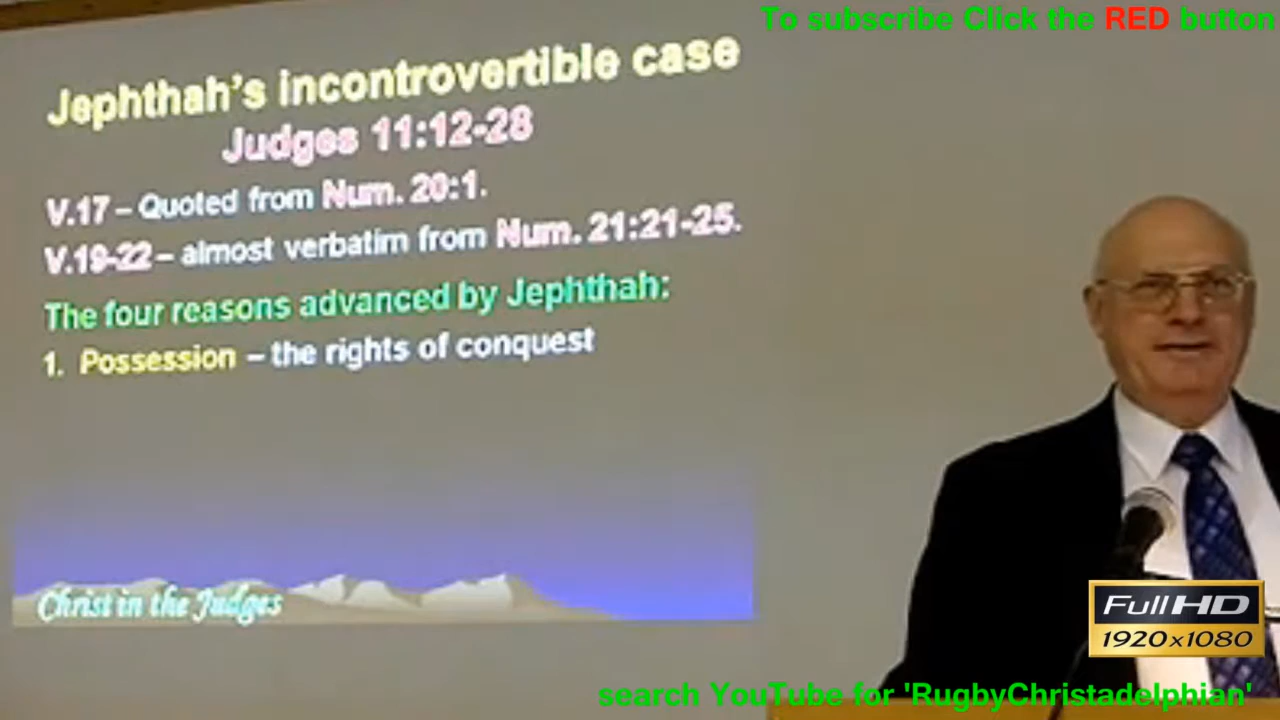 To subscribe Click the RED button
Jephthah's incontrovertible case
Judges 11:12-28
V.17 – Quoted from Num. 20:1.
V.19-22 – almost verbatim from Num. 21:21-25.
The four reasons advanced by Jephthah:
1. Possession – the rights of conquest
Christ in the Judges
Full HD
1920x1080
search YouTube for 'RugbyChristadelphian'